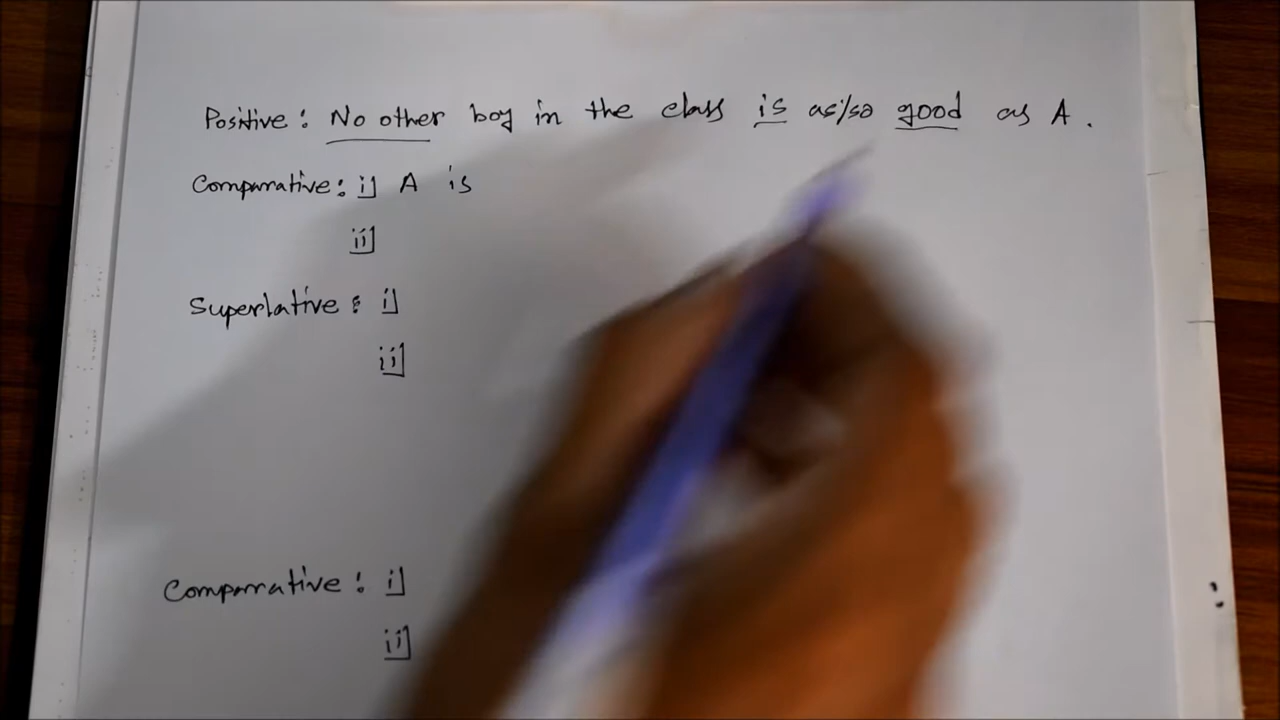 Positive: No other boy in the class is as/so good as A.
Comparative: i] A is
ii]
Superlative: i]
ii]
Comparative: i]
ii]